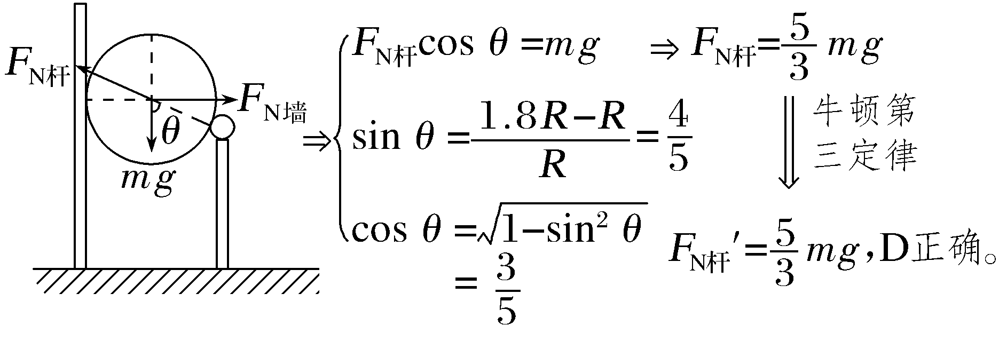 F_N杆
F_N墙
θ
mg
⇒
F_N杆cos θ=mg ⇒ F_N杆=5/3 mg
sin θ=(1.8R−R)/R=4/5
cos θ=√(1−sin² θ)
=3/5
牛顿第
三定律
F_N杆′=5/3 mg,D正确。